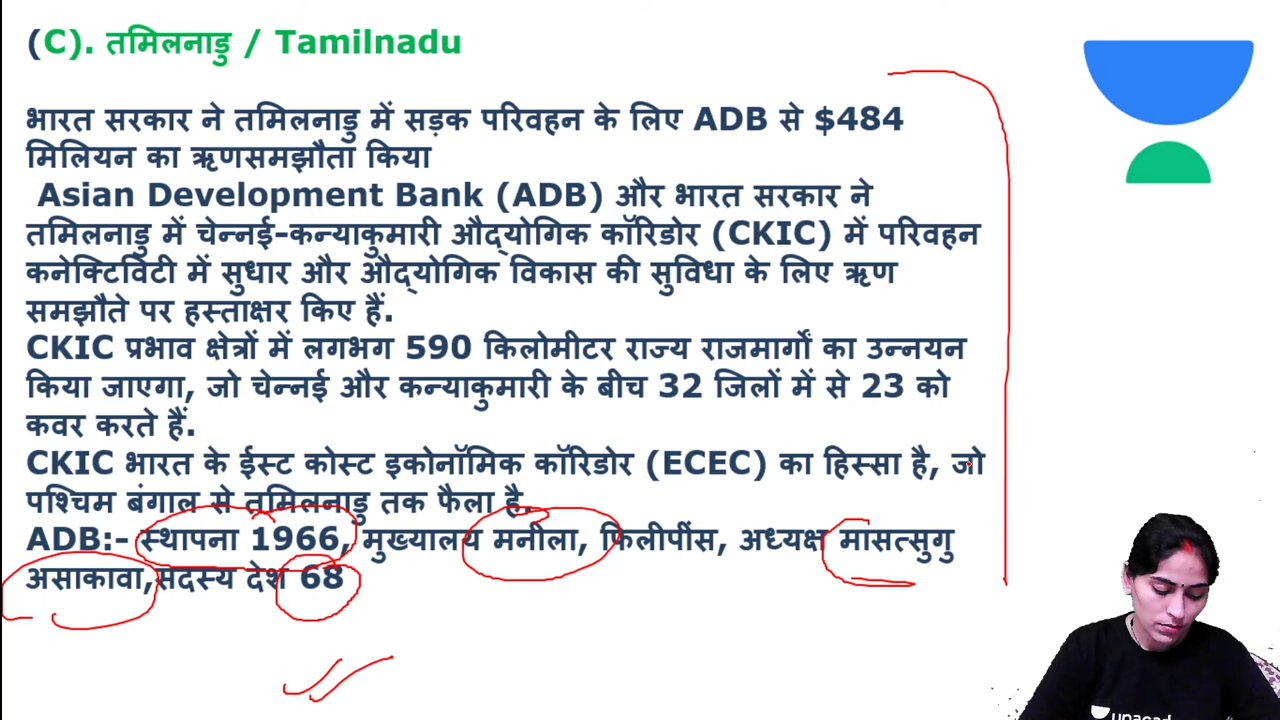 (C). तमिलनाडु / Tamilnadu
भारत सरकार ने तमिलनाडु में सड़क परिवहन के लिए ADB से $484
मिलियन का ऋणसमझौता किया
Asian Development Bank (ADB) और भारत सरकार ने
तमिलनाडु में चेन्नई-कन्याकुमारी औद्योगिक कॉरिडोर (CKIC) में परिवहन
कनेक्टिविटी में सुधार और औद्योगिक विकास की सुविधा के लिए ऋण
समझौते पर हस्ताक्षर किए हैं.
CKIC प्रभाव क्षेत्रों में लगभग 590 किलोमीटर राज्य राजमार्गों का उन्नयन
किया जाएगा, जो चेन्नई और कन्याकुमारी के बीच 32 जिलों में से 23 को
कवर करते हैं.
CKIC भारत के ईस्ट कोस्ट इकोनॉमिक कॉरिडोर (ECEC) का हिस्सा है, जो
पश्चिम बंगाल से तमिलनाडु तक फैला है.
ADB:- स्थापना 1966, मुख्यालय मनीला, फिलीपींस, अध्यक्ष मासत्सुगु
असाकावा,सदस्य देश 68